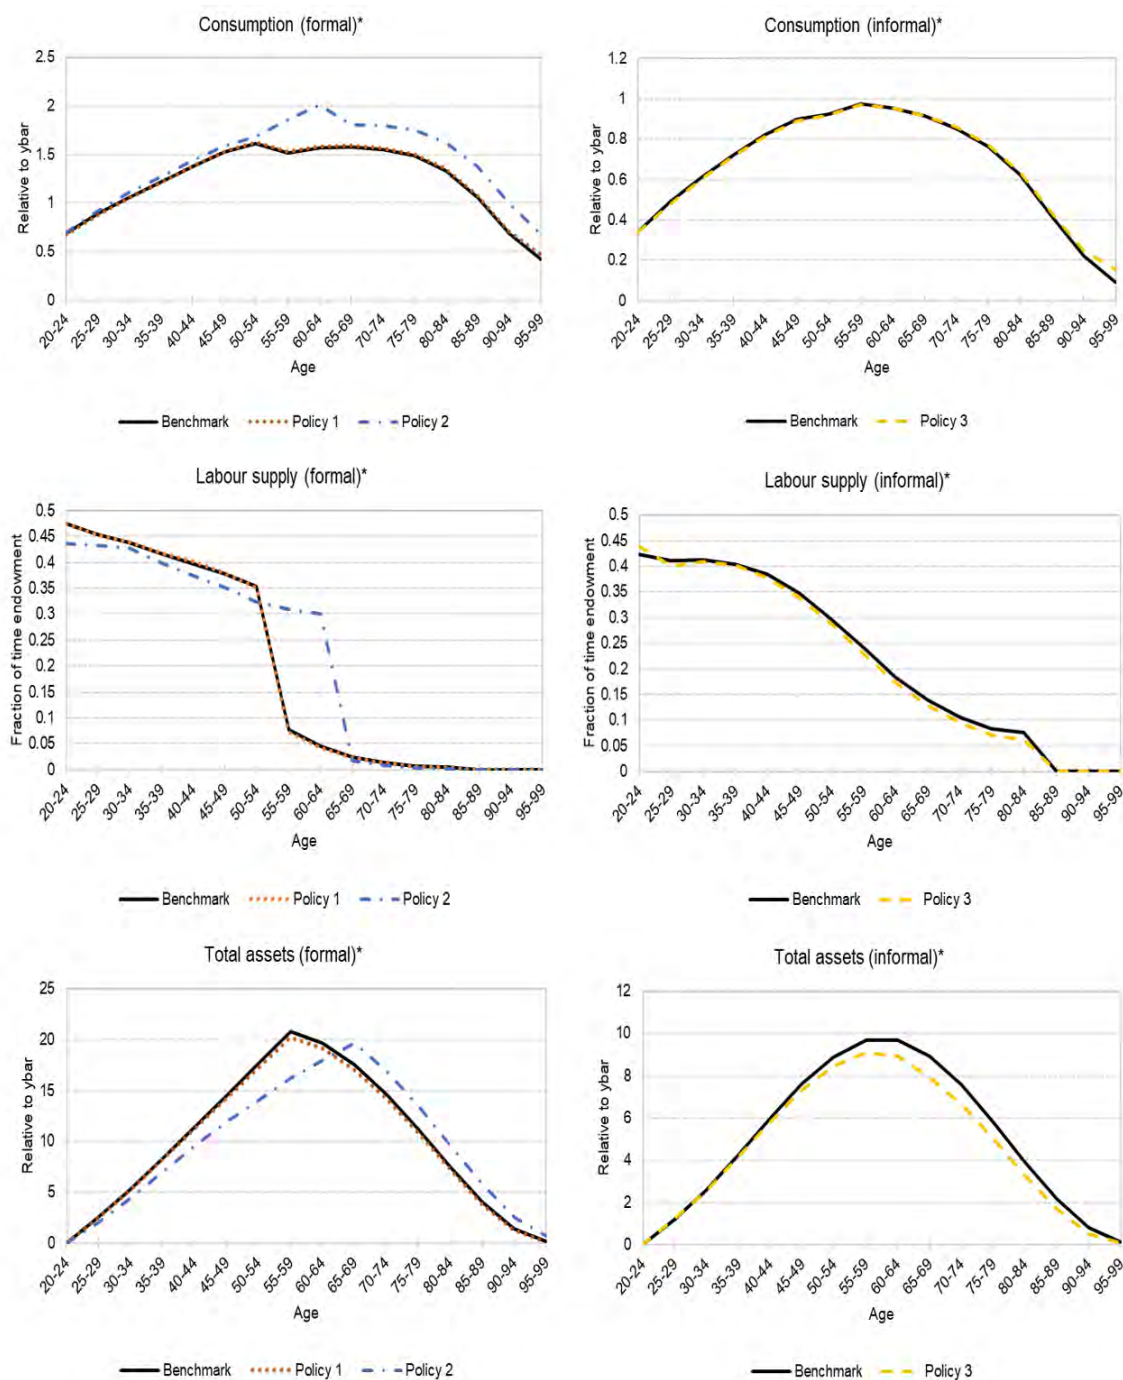 Consumption (formal)*
2.5
2
1.5
1
0.5
0
Relative to ybar
20-24 25-29 30-34 35-39 40-44 45-49 50-54 55-59 60-64 65-69 70-74 75-79 80-84 85-89 90-94 95-99
Age
Benchmark Policy 1 Policy 2
Consumption (informal)*
1.2
1
0.8
0.6
0.4
0.2
0
Relative to ybar
20-24 25-29 30-34 35-39 40-44 45-49 50-54 55-59 60-64 65-69 70-74 75-79 80-84 85-89 90-94 95-99
Age
Benchmark Policy 3
Labour supply (formal)*
0.5
0.45
0.4
0.35
0.3
0.25
0.2
0.15
0.1
0.05
0
Fraction of time endowment
20-24 25-29 30-34 35-39 40-44 45-49 50-54 55-59 60-64 65-69 70-74 75-79 80-84 85-89 90-94 95-99
Age
Benchmark Policy 1 Policy 2
Labour supply (informal)*
0.5
0.45
0.4
0.35
0.3
0.25
0.2
0.15
0.1
0.05
0
Fraction of time endowment
20-24 25-29 30-34 35-39 40-44 45-49 50-54 55-59 60-64 65-69 70-74 75-79 80-84 85-89 90-94 95-99
Age
Benchmark Policy 3
Total assets (formal)*
25
20
15
10
5
0
Relative to ybar
20-24 25-29 30-34 35-39 40-44 45-49 50-54 55-59 60-64 65-69 70-74 75-79 80-84 85-89 90-94 95-99
Age
Benchmark Policy 1 Policy 2
Total assets (informal)*
12
10
8
6
4
2
0
Relative to ybar
20-24 25-29 30-34 35-39 40-44 45-49 50-54 55-59 60-64 65-69 70-74 75-79 80-84 85-89 90-94 95-99
Age
Benchmark Policy 3